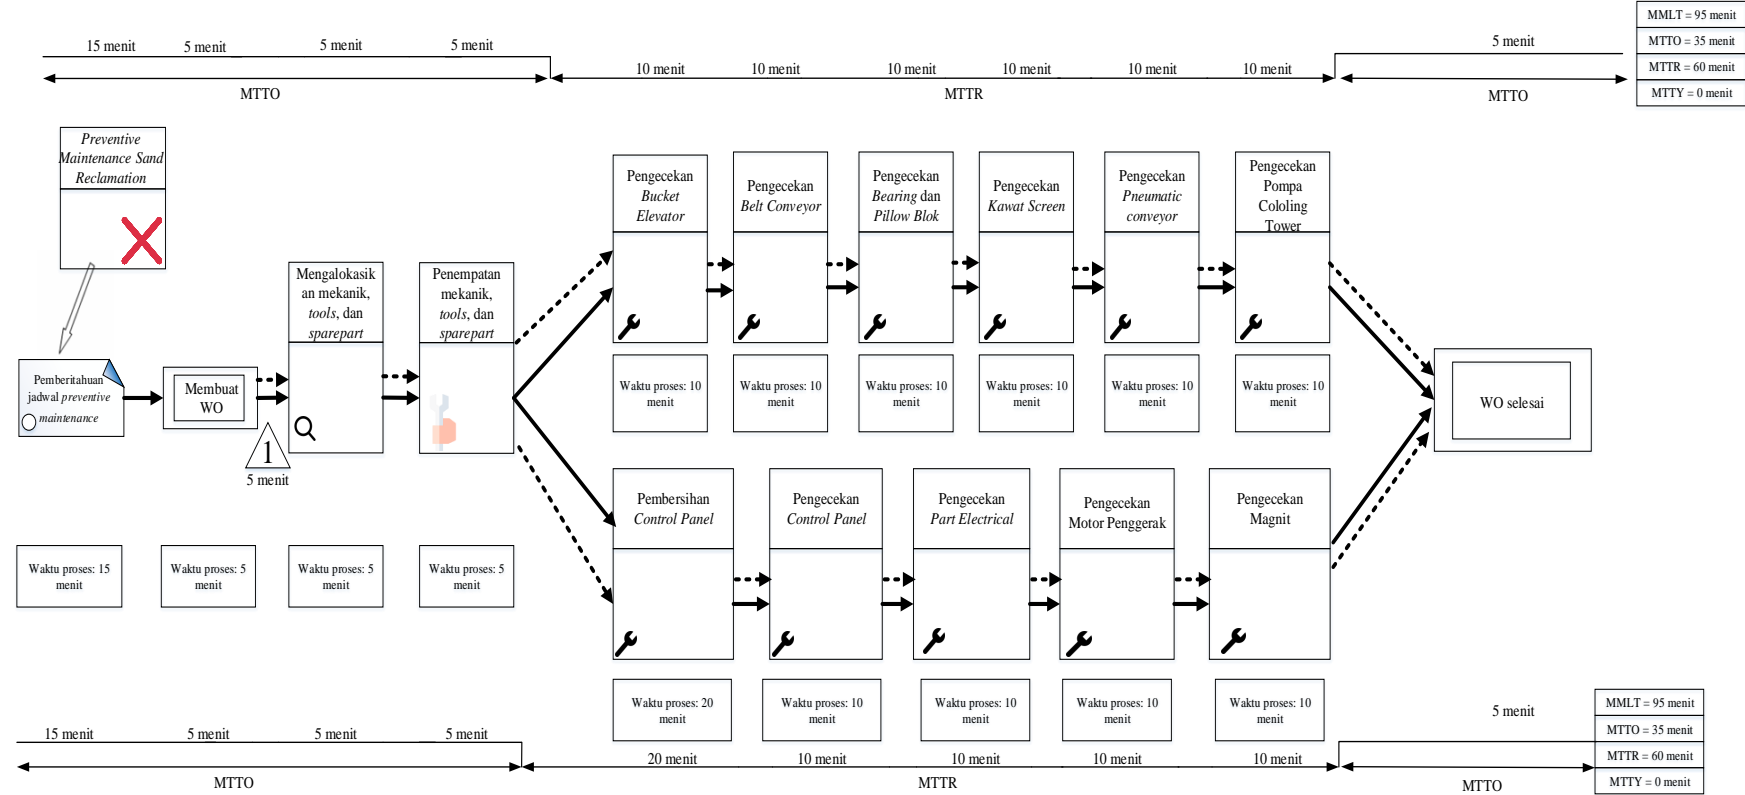 MMLT = 95 menit
MTTO = 35 menit
MTTR = 60 menit
MTTY = 0 menit
15 menit
5 menit
5 menit
5 menit
10 menit
10 menit
10 menit
10 menit
10 menit
10 menit
5 menit
MTTO
MTTR
MTTO
Preventive
Maintenance Sand
Reclamation
Pengecekan
Bucket
Elevator
Pengecekan
Belt Conveyor
Pengecekan
Bearing dan
Pillow Blok
Pengecekan
Kawat Screen
Pengecekan
Pneumatic
conveyor
Pengecekan
Pompa
Cololing
Tower
Mengalokasik
an mekanik,
tools, dan
sparepart
Penempatan
mekanik,
tools, dan
sparepart
Pemberitahuan
jadwal preventive
maintenance
Membuat
WO
1
5 menit
Waktu proses: 10
menit
Waktu proses: 10
menit
Waktu proses: 10
menit
Waktu proses: 10
menit
Waktu proses: 10
menit
Waktu proses: 10
menit
WO selesai
Pembersihan
Control Panel
Pengecekan
Control Panel
Pengecekan
Part Electrical
Pengecekan
Motor Penggerak
Pengecekan
Magnit
Waktu proses: 15
menit
Waktu proses: 5
menit
Waktu proses: 5
menit
Waktu proses: 5
menit
Waktu proses: 20
menit
Waktu proses: 10
menit
Waktu proses: 10
menit
Waktu proses: 10
menit
Waktu proses: 10
menit
15 menit
5 menit
5 menit
5 menit
20 menit
10 menit
10 menit
10 menit
10 menit
5 menit
MTTO
MTTR
MTTO
MMLT = 95 menit
MTTO = 35 menit
MTTR = 60 menit
MTTY = 0 menit